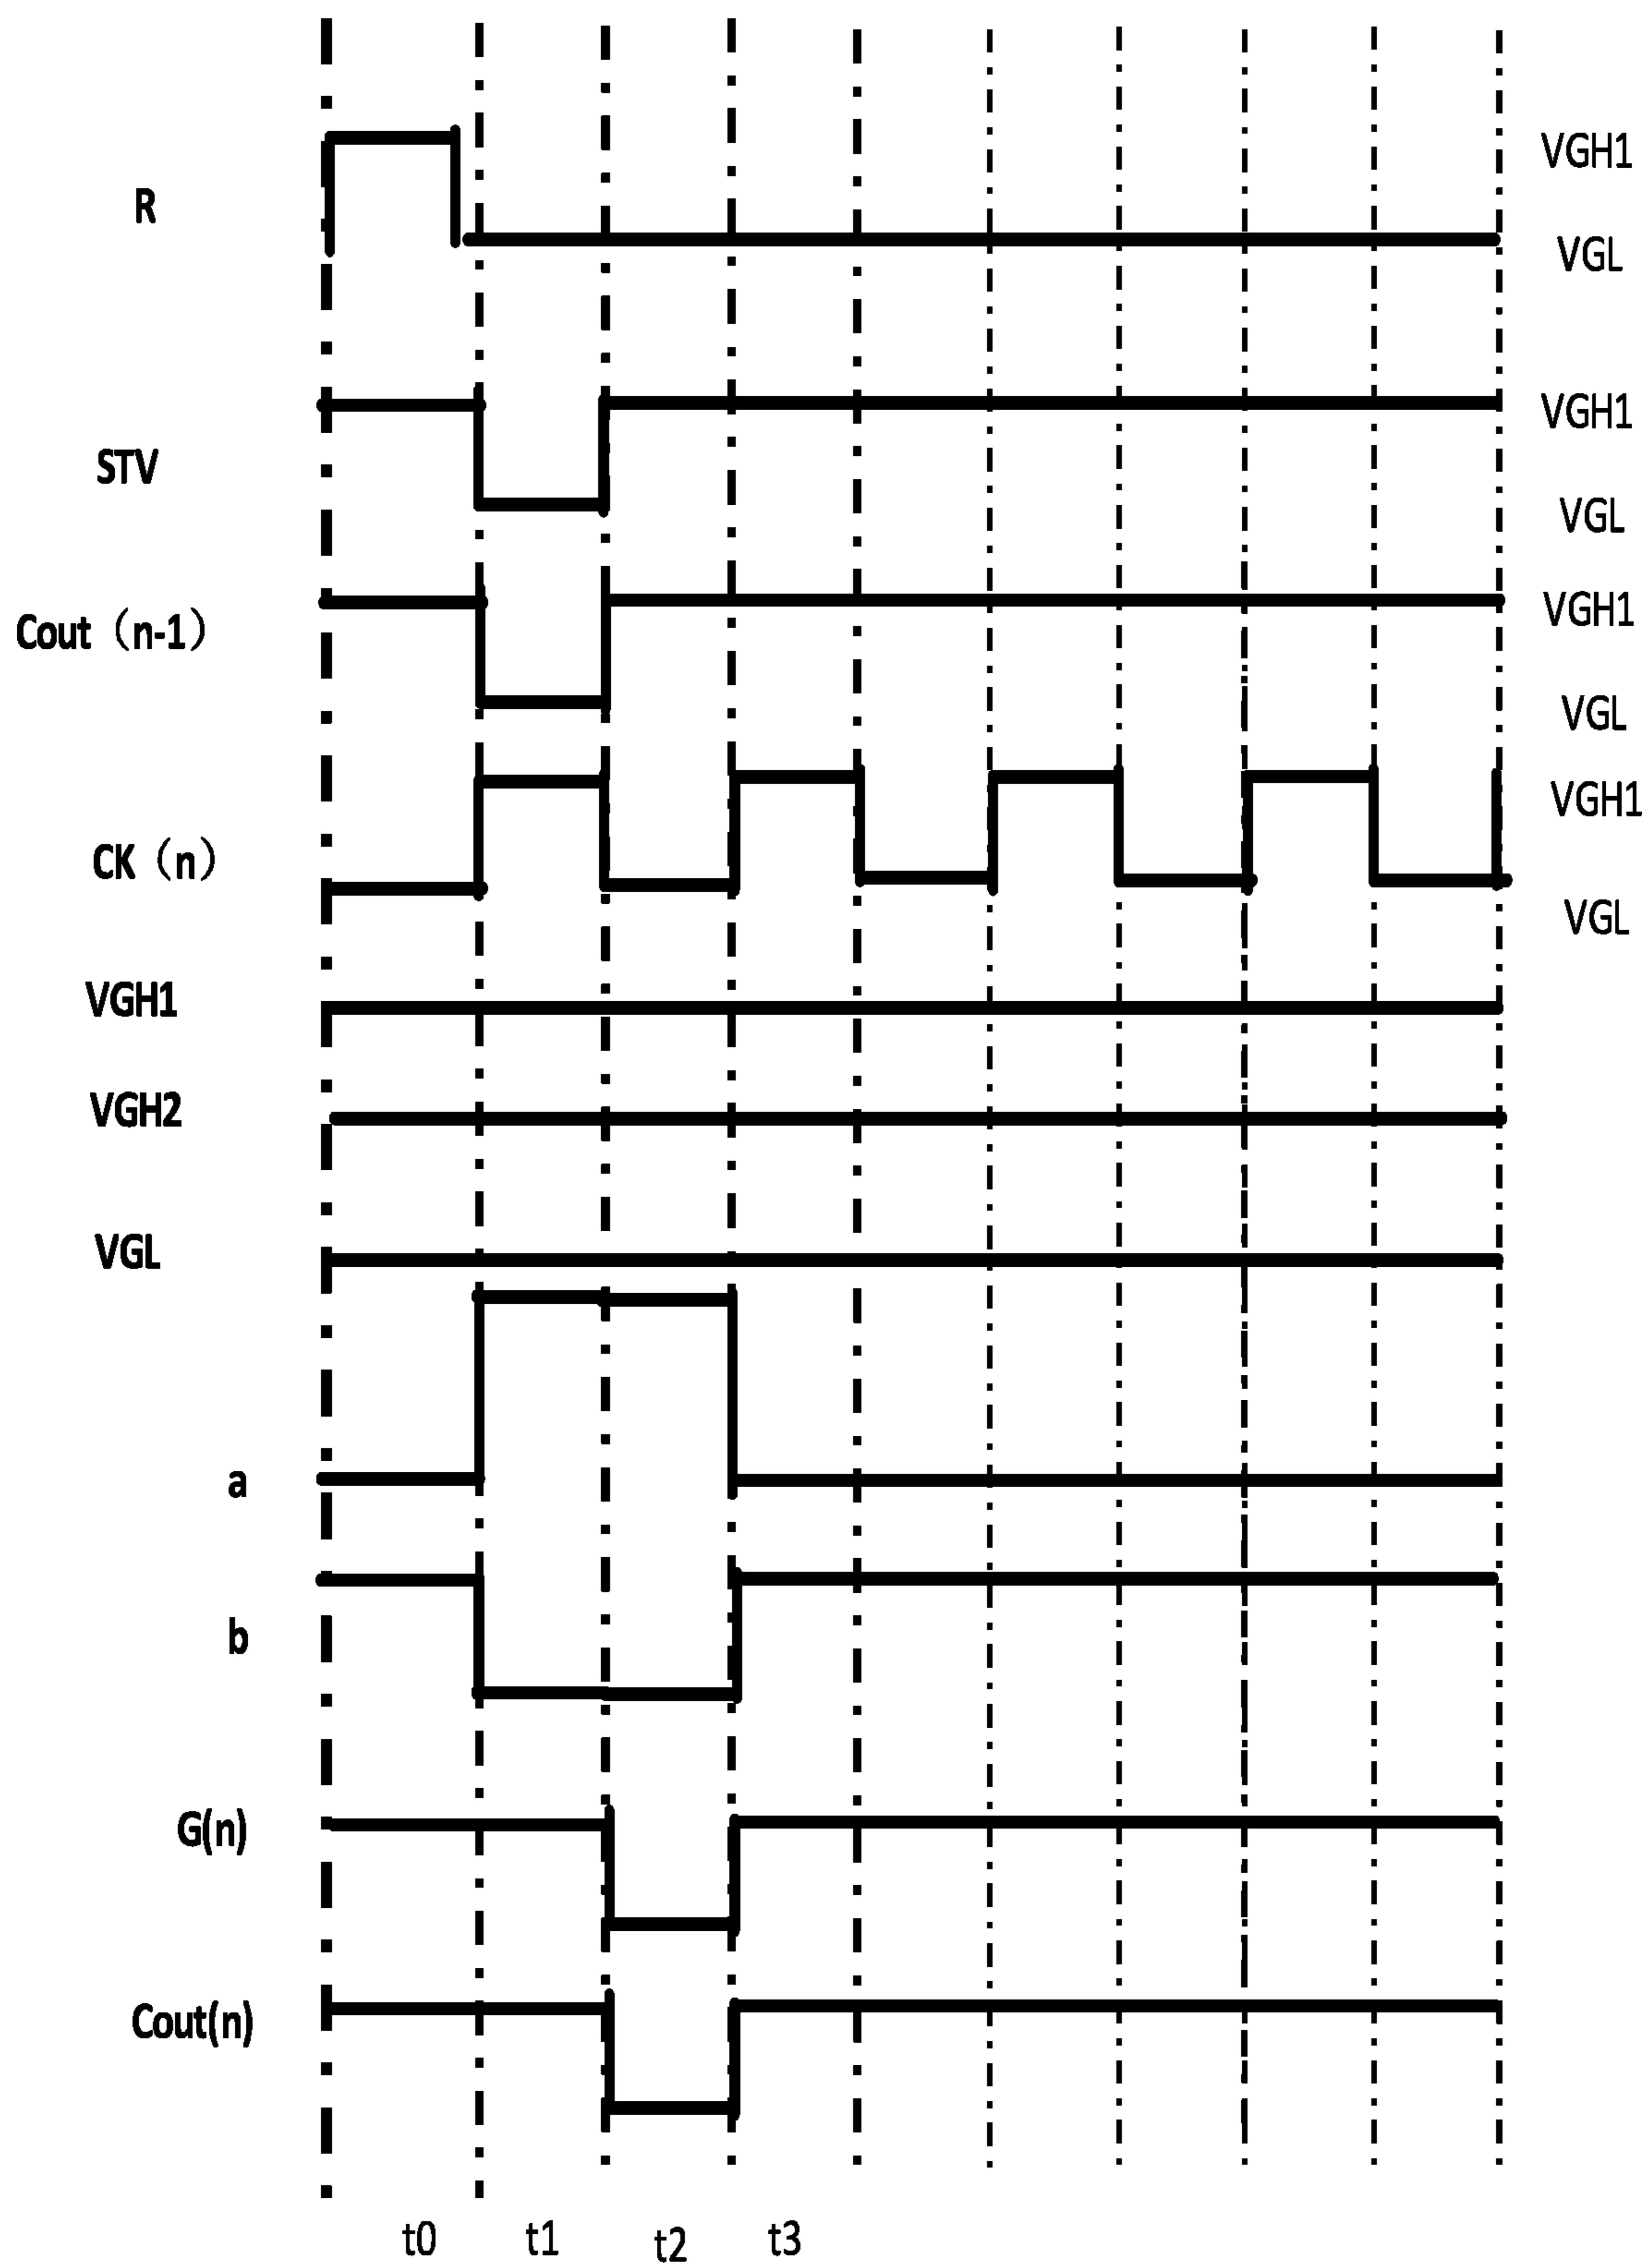 VGH1
R
VGL
VGH1
STV
VGL
VGH1
Cout（n-1）
VGL
VGH1
CK（n）
VGL
VGH1
VGH2
VGL
a
b
G(n)
Cout(n)
t0 t1 t2 t3